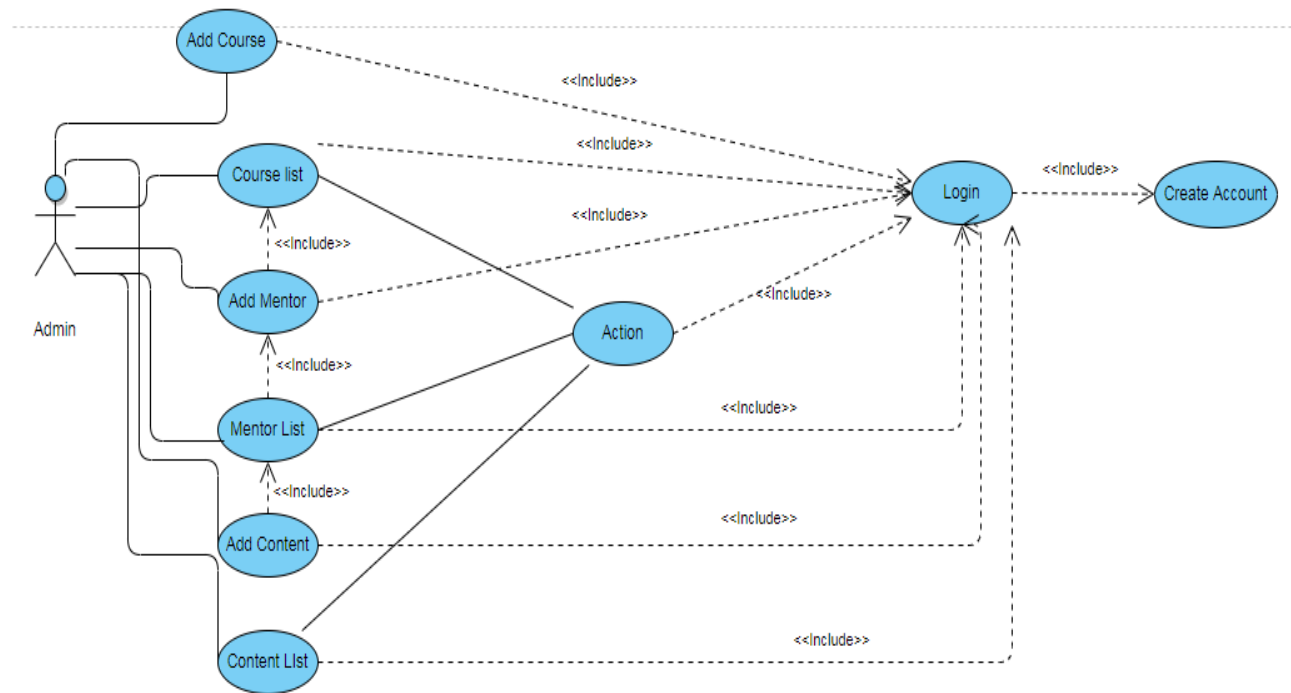 Add Course
<<Include>>
Course list
<<Include>>
<<Include>>
Login
Create Account
<<Include>>
<<Include>>
Add Mentor
<<Include>>
Admin
Action
<<Include>>
Mentor List
<<Include>>
<<Include>>
Add Content
<<Include>>
<<Include>>
Content LIst